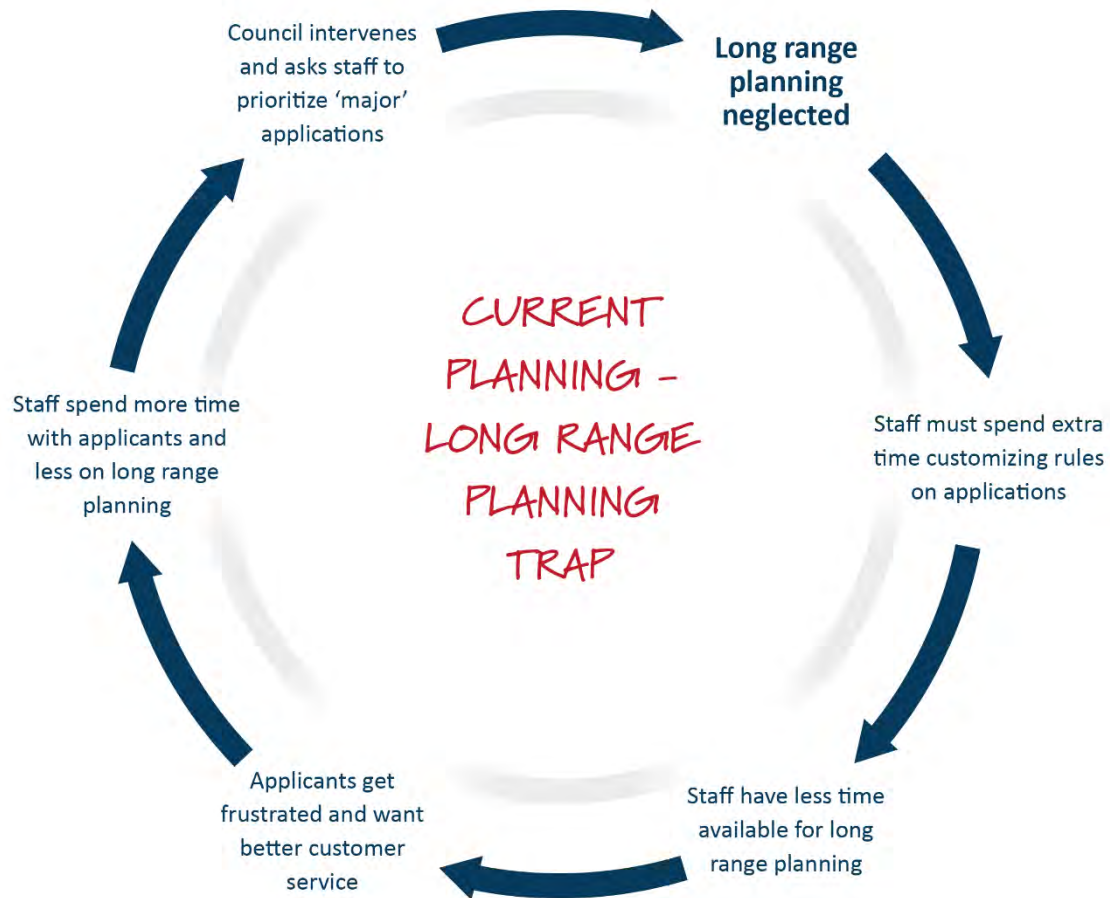 Council intervenes
and asks staff to
prioritize ‘major’
applications
Long range
planning
neglected
Staff must spend extra
time customizing rules
on applications
Staff have less time
available for long
range planning
Applicants get
frustrated and want
better customer
service
Staff spend more time
with applicants and
less on long range
planning
CURRENT
PLANNING –
LONG RANGE
PLANNING
TRAP